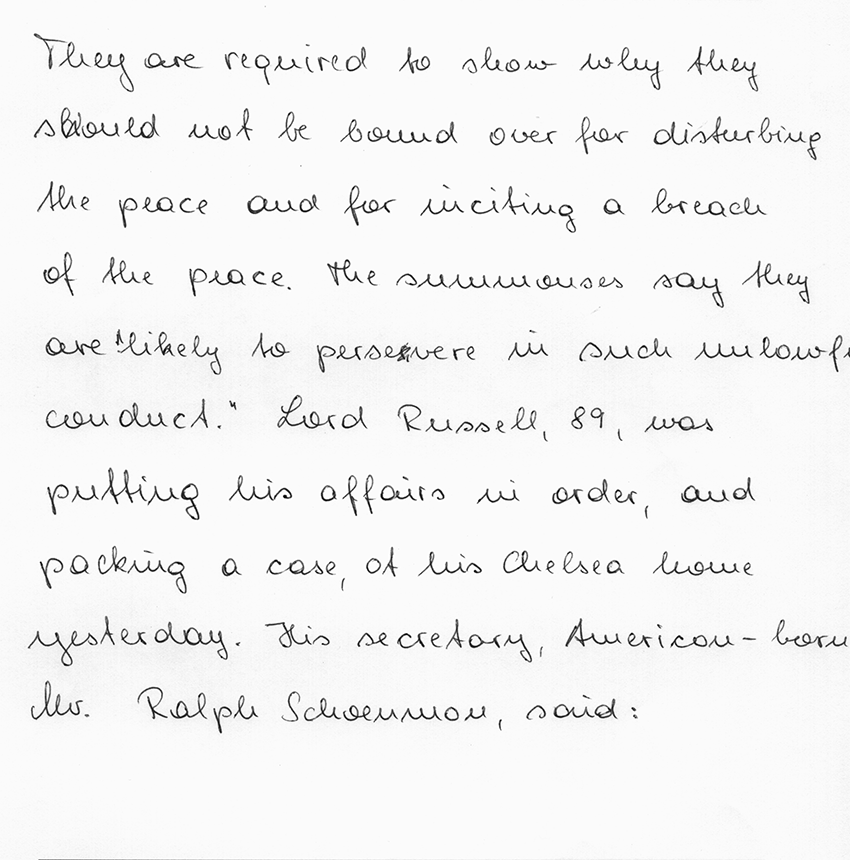 They are required to show why they
should not be bound over for disturbing
the peace and for inciting a breach
of the peace. The summonses say they
are "likely to persevere in such unlawfu
conduct." Lord Russell, 89, was
putting his affairs in order, and
packing a case, at his Chelsea home
yesterday. His secretary, American-born
Mr. Ralph Schoenman, said: